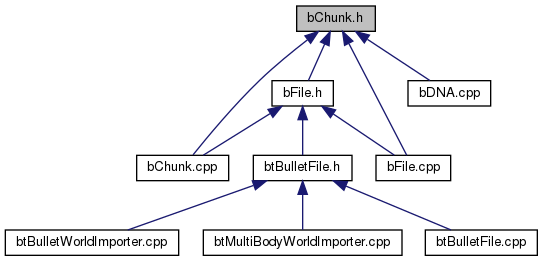 bChunk.h
bFile.h
bDNA.cpp
bChunk.cpp
btBulletFile.h
bFile.cpp
btBulletWorldImporter.cpp
btMultiBodyWorldImporter.cpp
btBulletFile.cpp